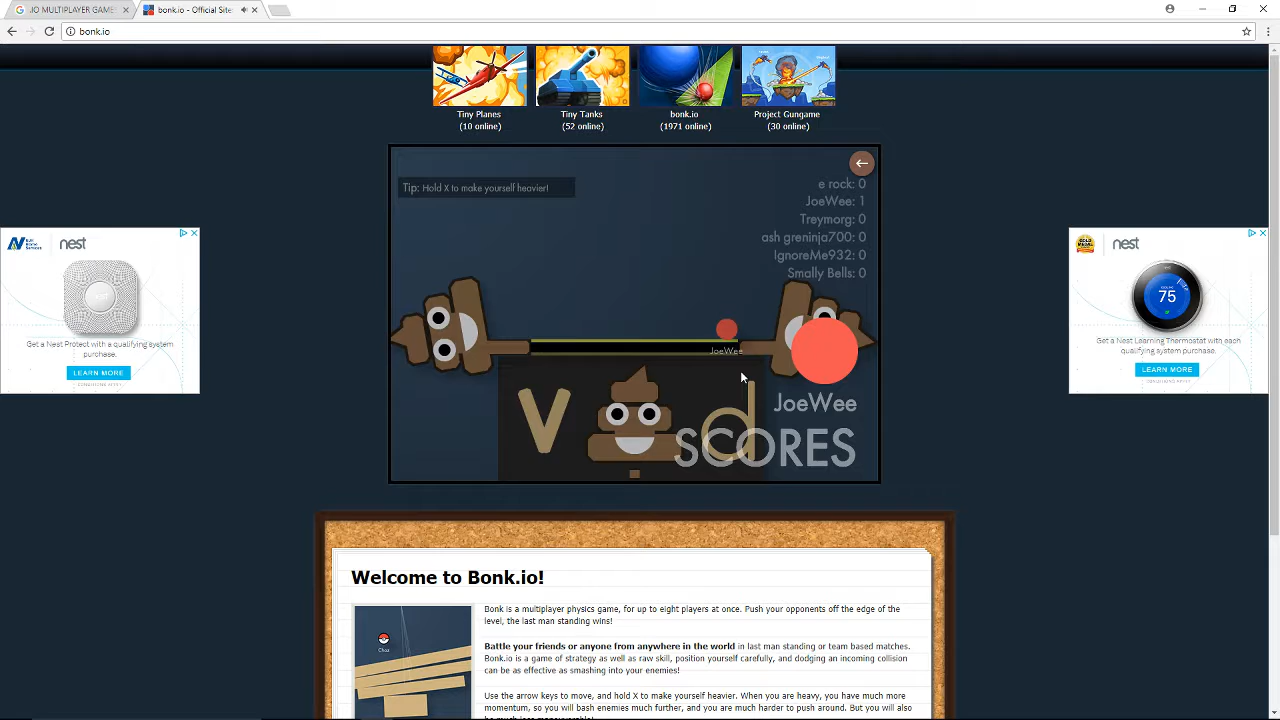 .IO MULTIPLAYER GAME
bonk.io - Official Site
bonk.io
Tiny Planes
(10 online)
Tiny Tanks
(52 online)
bonk.io
(1971 online)
Project Gungame
(30 online)
Tip: Hold X to make yourself heavier!
e rock: 0
JoeWee: 1
Treymorg: 0
ash greninja700: 0
IgnoreMe932: 0
Smally Bells: 0
JoeWee
v d
JoeWee
SCORES
nest
Get a Nest Protect with a qualifying system
purchase.
LEARN MORE
nest
75
Get a Nest Learning Thermostat with each
qualifying system purchase.
LEARN MORE
Welcome to Bonk.io!
Choz
Bonk is a multiplayer physics game, for up to eight players at once. Push your opponents off the edge of the
level, the last man standing wins!
Battle your friends or anyone from anywhere in the world in last man standing or team based matches.
Bonk.io is a game of strategy as well as raw skill, position yourself carefully, and dodging an incoming collision
can be as effective as smashing into your enemies!
Use the arrow keys to move, and hold X to make yourself heavier. When you are heavy, you have much more
momentum, so you will bash enemies much further, and you are much harder to push around. But you will also